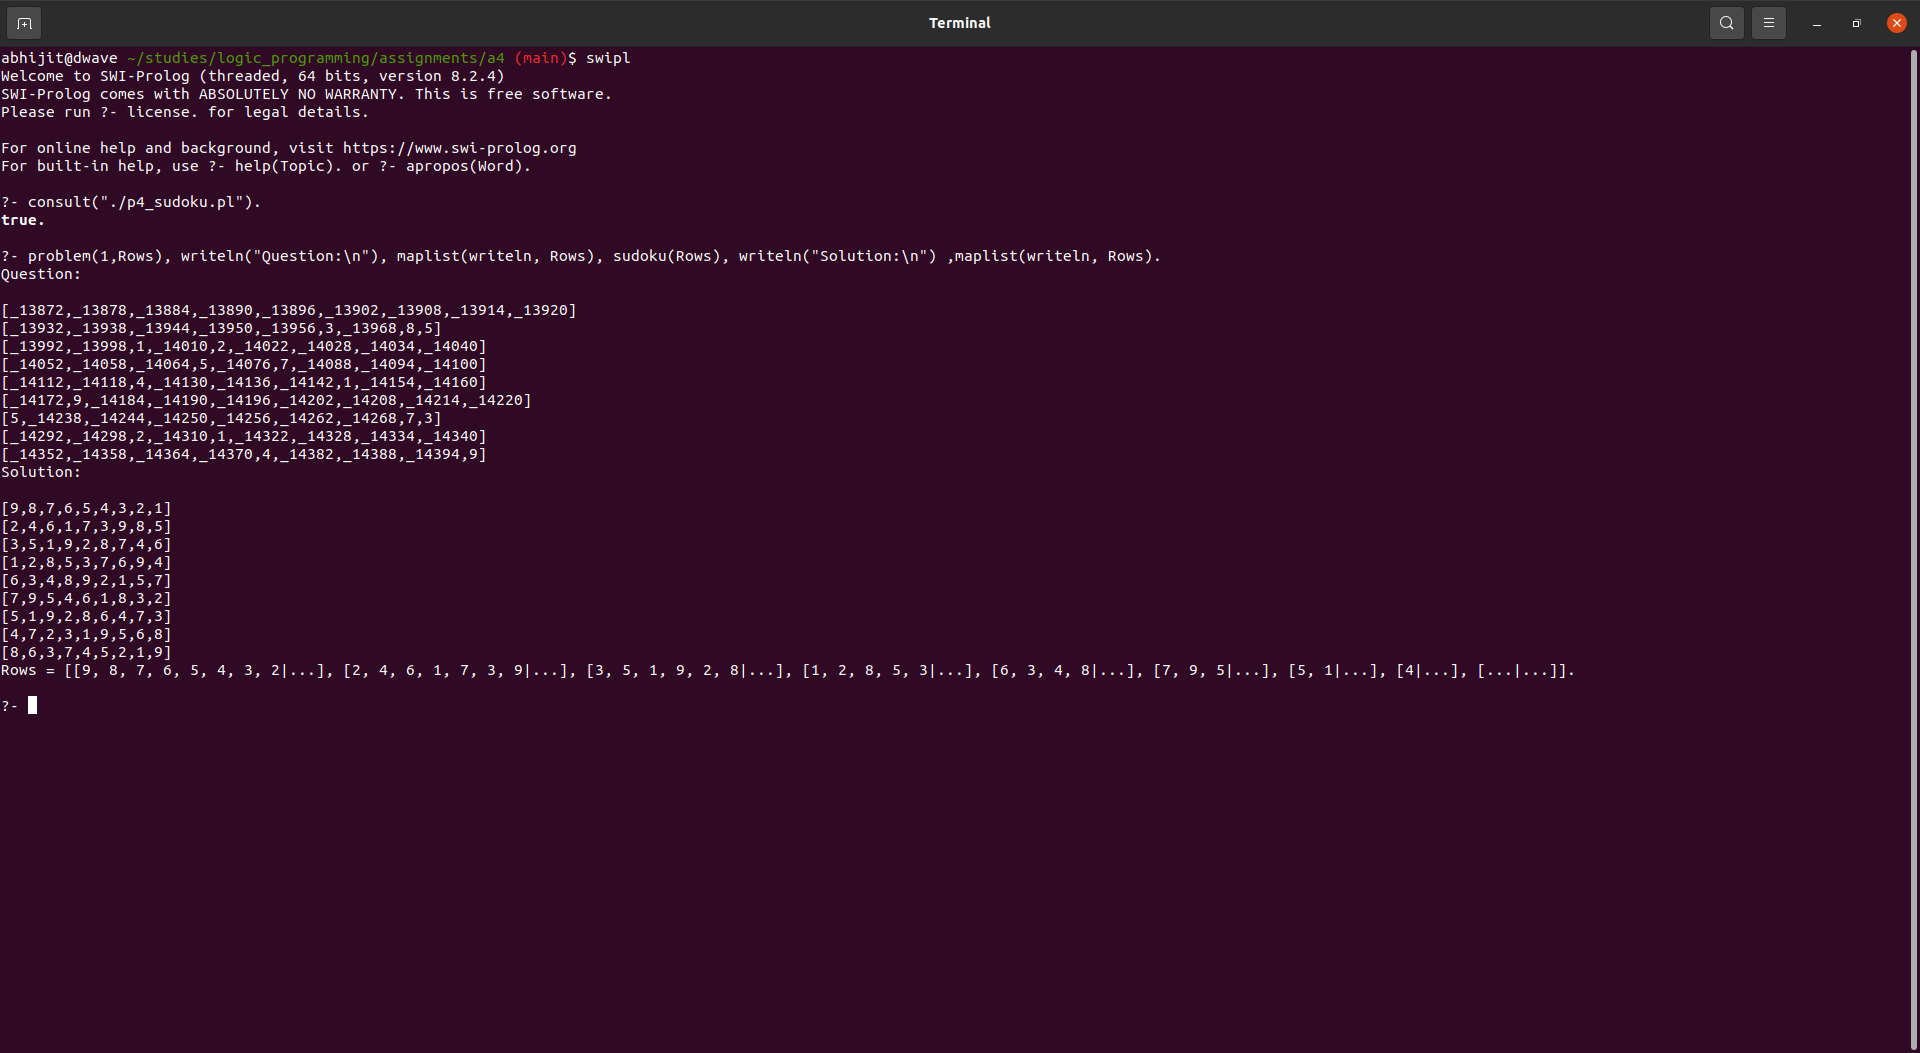 Terminal
abhijit@dwave ~/studies/logic_programming/assignments/a4 (main)$ swipl
Welcome to SWI-Prolog (threaded, 64 bits, version 8.2.4)
SWI-Prolog comes with ABSOLUTELY NO WARRANTY. This is free software.
Please run ?- license. for legal details.
For online help and background, visit https://www.swi-prolog.org
For built-in help, use ?- help(Topic). or ?- apropos(Word).
?- consult("./p4_sudoku.pl").
true.
?- problem(1,Rows), writeln("Question:\n"), maplist(writeln, Rows), sudoku(Rows), writeln("Solution:\n") ,maplist(writeln, Rows).
Question:
[_13872,_13878,_13884,_13890,_13896,_13902,_13908,_13914,_13920]
[_13932,_13938,_13944,_13950,_13956,3,_13968,8,5]
[_13992,_13998,1,_14010,2,_14022,_14028,_14034,_14040]
[_14052,_14058,_14064,5,_14076,7,_14088,_14094,_14100]
[_14112,_14118,4,_14130,_14136,_14142,1,_14154,_14160]
[_14172,9,_14184,_14190,_14196,_14202,_14208,_14214,_14220]
[5,_14238,_14244,_14250,_14256,_14262,_14268,7,3]
[_14292,_14298,2,_14310,1,_14322,_14328,_14334,_14340]
[_14352,_14358,_14364,_14370,4,_14382,_14388,_14394,9]
Solution:
[9,8,7,6,5,4,3,2,1]
[2,4,6,1,7,3,9,8,5]
[3,5,1,9,2,8,7,4,6]
[1,2,8,5,3,7,6,9,4]
[6,3,4,8,9,2,1,5,7]
[7,9,5,4,6,1,8,3,2]
[5,1,9,2,8,6,4,7,3]
[4,7,2,3,1,9,5,6,8]
[8,6,3,7,4,5,2,1,9]
Rows = [[9, 8, 7, 6, 5, 4, 3, 2|...], [2, 4, 6, 1, 7, 3, 9|...], [3, 5, 1, 9, 2, 8|...], [1, 2, 8, 5, 3|...], [6, 3, 4, 8|...], [7, 9, 5|...], [5, 1|...], [4|...], [...|...]].
?-